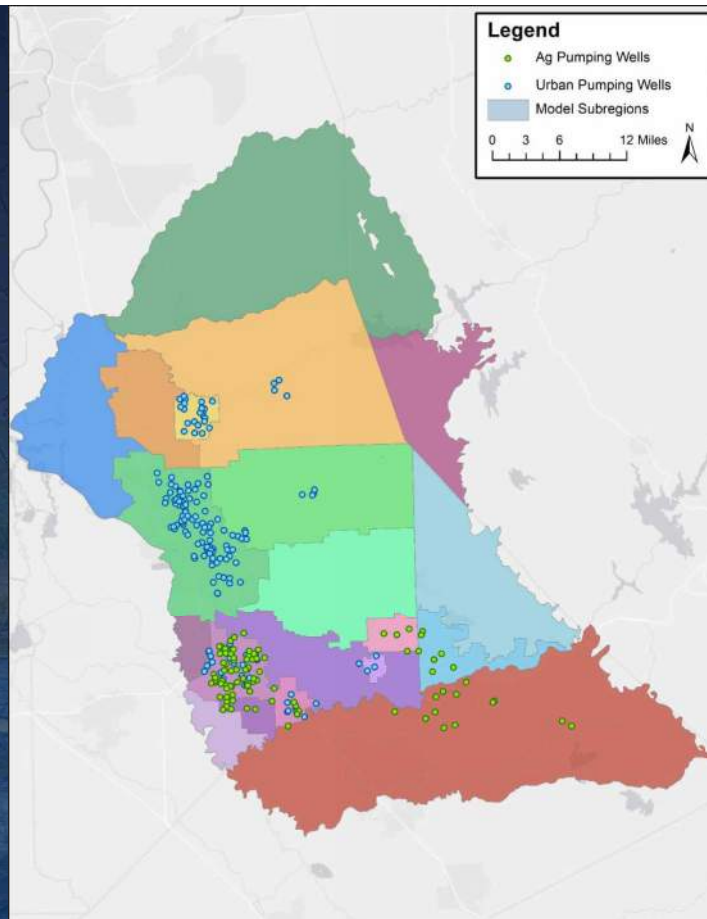 Legend
Ag Pumping Wells
Urban Pumping Wells
Model Subregions
0 3 6 12 Miles
N